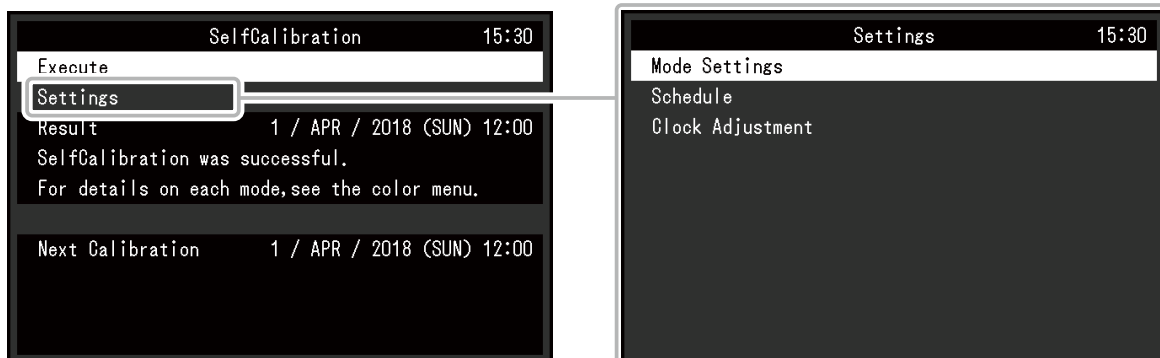 SelfCalibration 15:30
Execute
Settings
Result 1 / APR / 2018 (SUN) 12:00
SelfCalibration was successful.
For details on each mode,see the color menu.
Next Calibration 1 / APR / 2018 (SUN) 12:00
Settings 15:30
Mode Settings
Schedule
Clock Adjustment